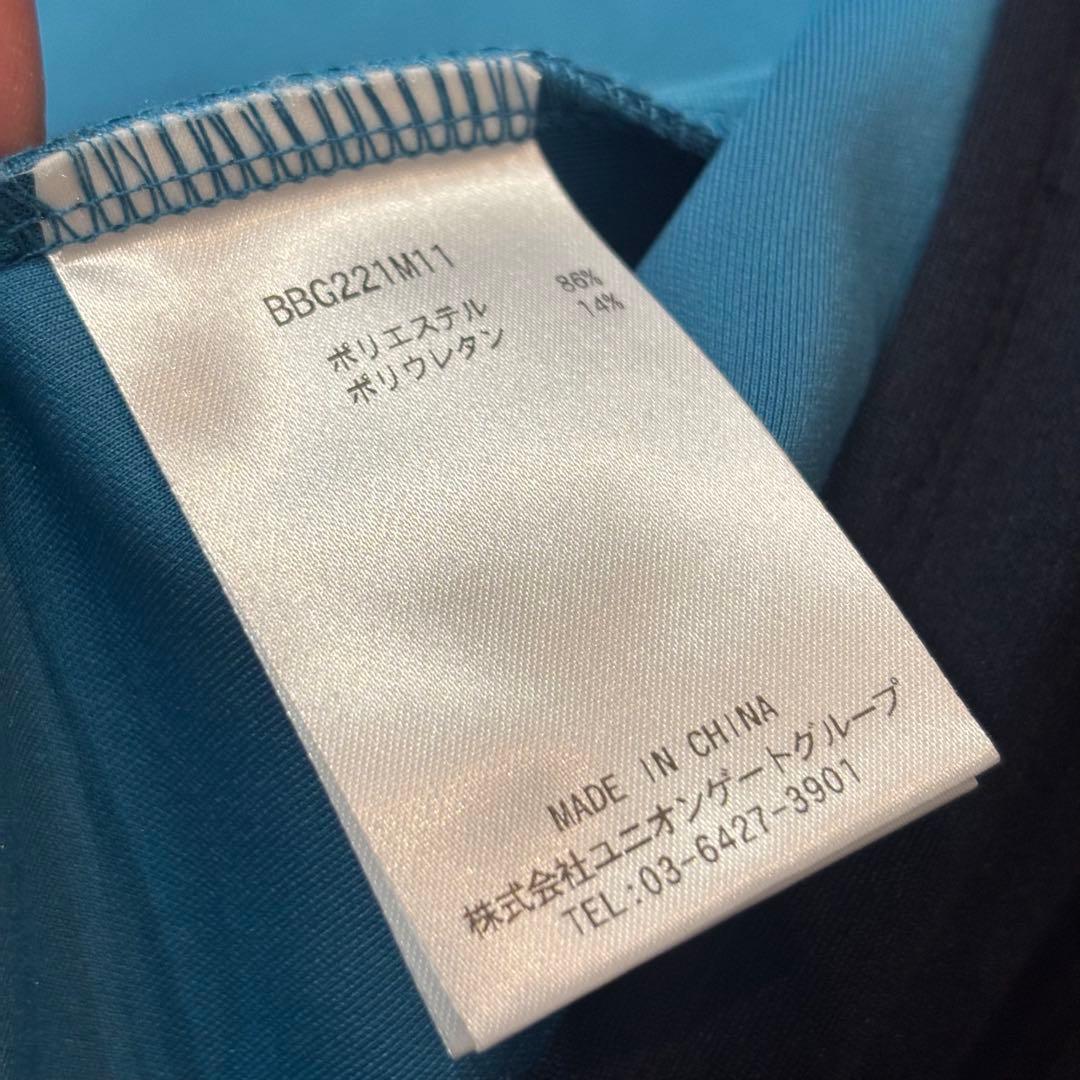 BBG221M11
ポリエステル 86%
ポリウレタン 14%
MADE IN CHINA
株式会社ユニオンゲートグループ
TEL:03-6427-3901